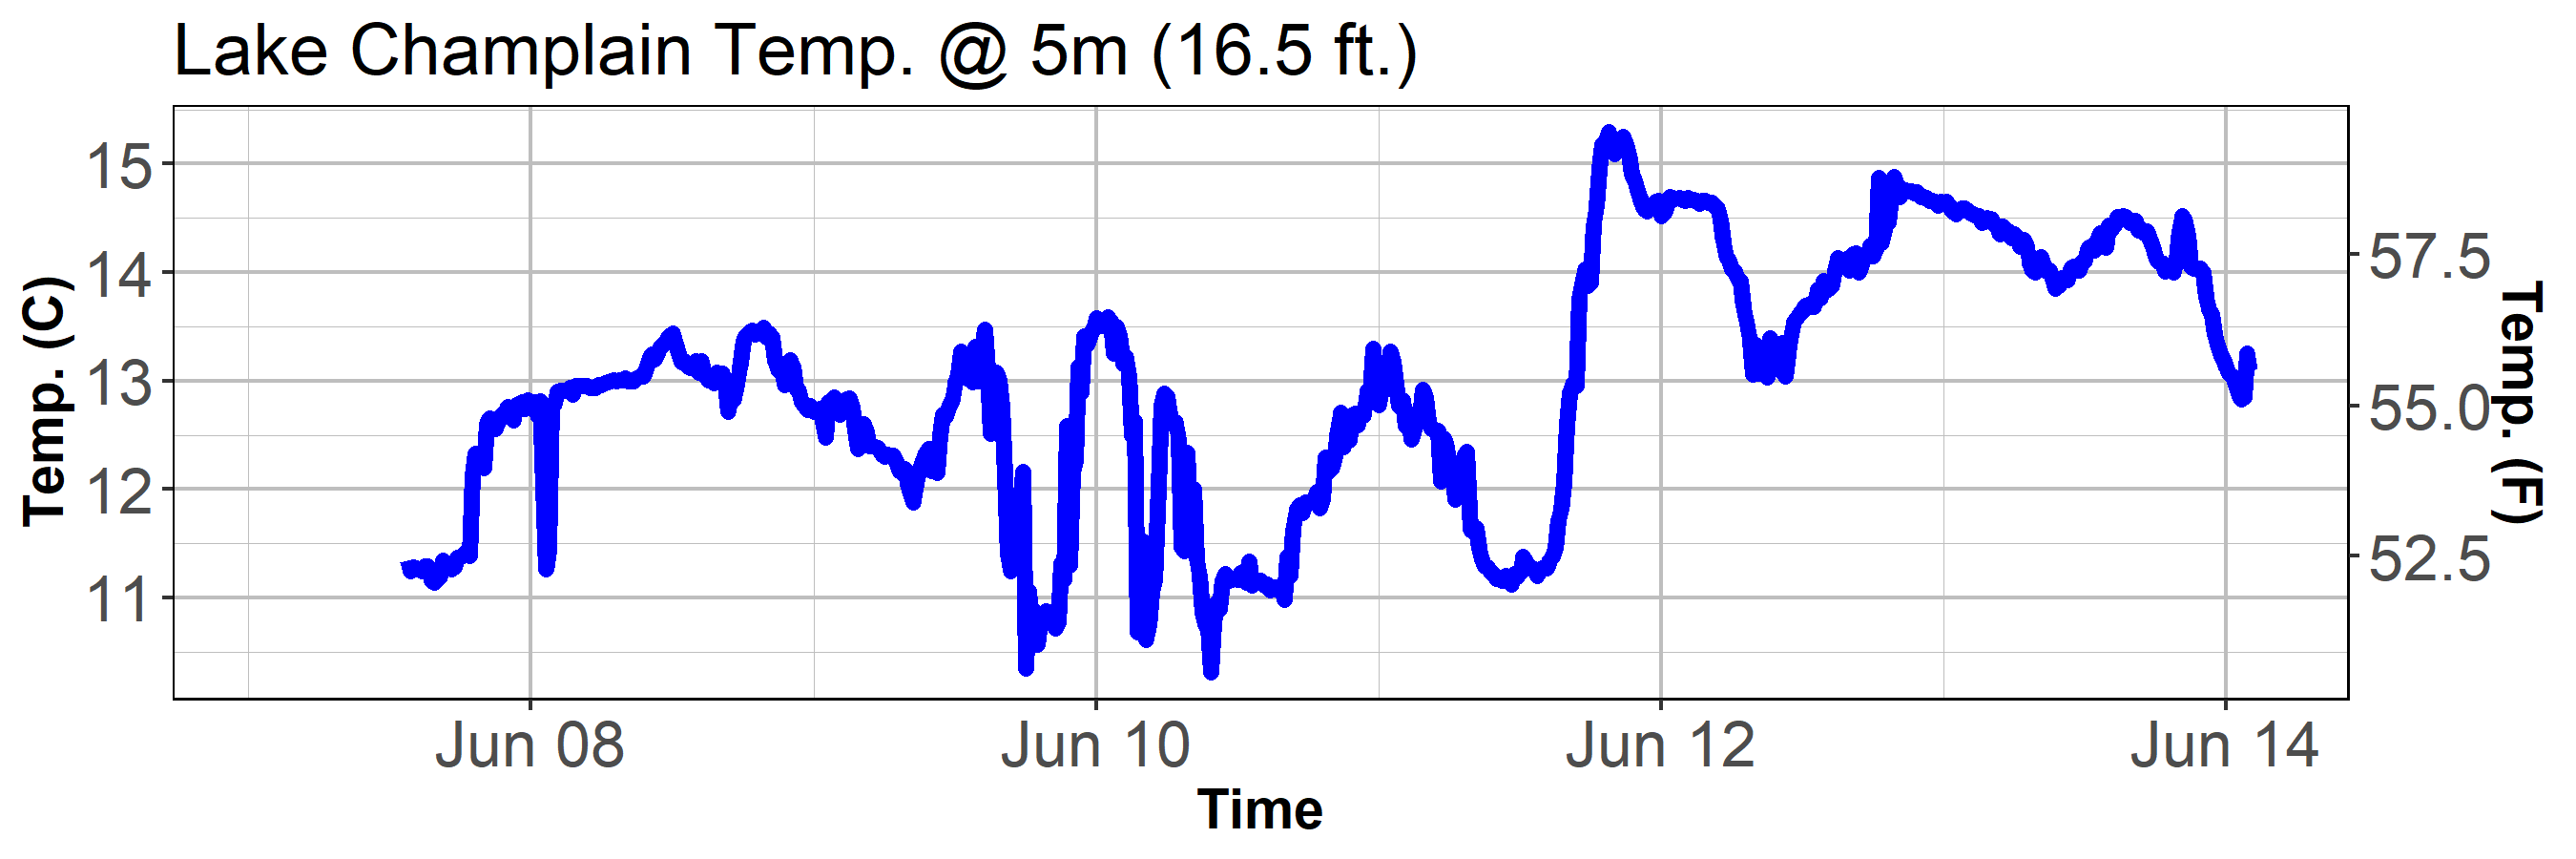 Lake Champlain Temp. @ 5m (16.5 ft.)
Temp. (C)
15
14
13
12
11
57.5
55.0
52.5
Temp. (F)
Jun 08
Jun 10
Jun 12
Jun 14
Time